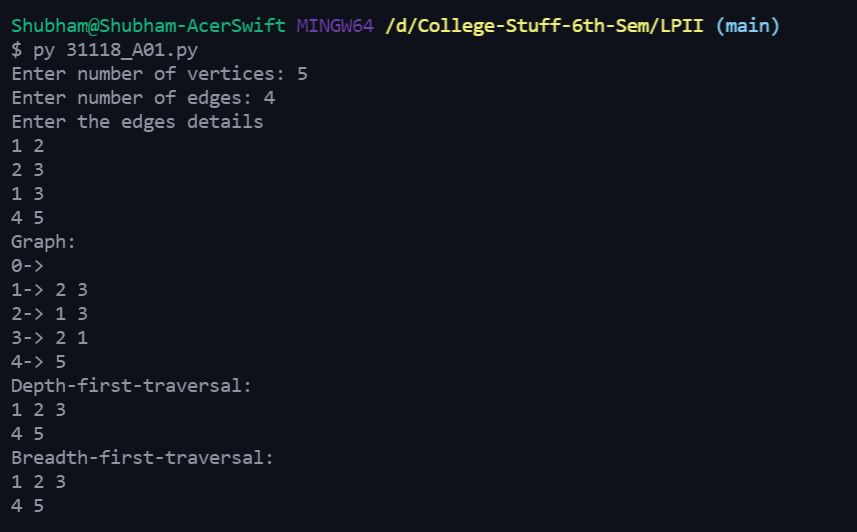 Shubham@Shubham-AcerSwift MINGW64 /d/College-Stuff-6th-Sem/LPII (main)
$ py 31118_A01.py
Enter number of vertices: 5
Enter number of edges: 4
Enter the edges details
1 2
2 3
1 3
4 5
Graph:
0->
1-> 2 3
2-> 1 3
3-> 2 1
4-> 5
Depth-first-traversal:
1 2 3
4 5
Breadth-first-traversal:
1 2 3
4 5